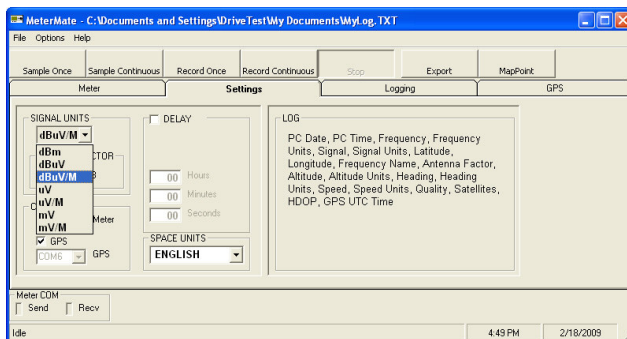 MeterMate - C:\Documents and Settings\DriveTest\My Documents\MyLog.TXT
File Options Help
Sample Once Sample Continuous Record Once Record Continuous Stop Export MapPoint
Meter Settings Logging GPS
SIGNAL UNITS
dBuV/M
dBm
dBuV
dBuV/M
uV
uV/M
mV
mV/M
CTOR
Meter
GPS
COM6 GPS
DELAY
00 Hours
00 Minutes
00 Seconds
SPACE UNITS
ENGLISH
LOG
PC Date, PC Time, Frequency, Frequency
Units, Signal, Signal Units, Latitude,
Longitude, Frequency Name, Antenna Factor,
Altitude, Altitude Units, Heading, Heading
Units, Speed, Speed Units, Quality, Satellites,
HDOP, GPS UTC Time
Meter COM
Send Recv
Idle 4:49 PM 2/18/2009